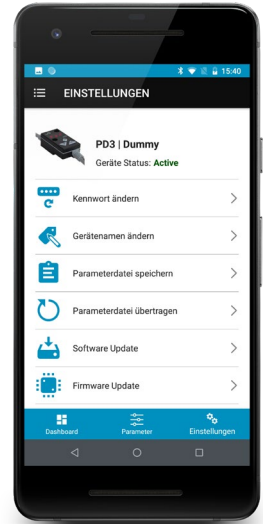 15:40
EINSTELLUNGEN
PD3 | Dummy
Geräte Status: Active
Kennwort ändern
Gerätenamen ändern
Parameterdatei speichern
Parameterdatei übertragen
Software Update
Firmware Update
Dashboard Parameter Einstellungen